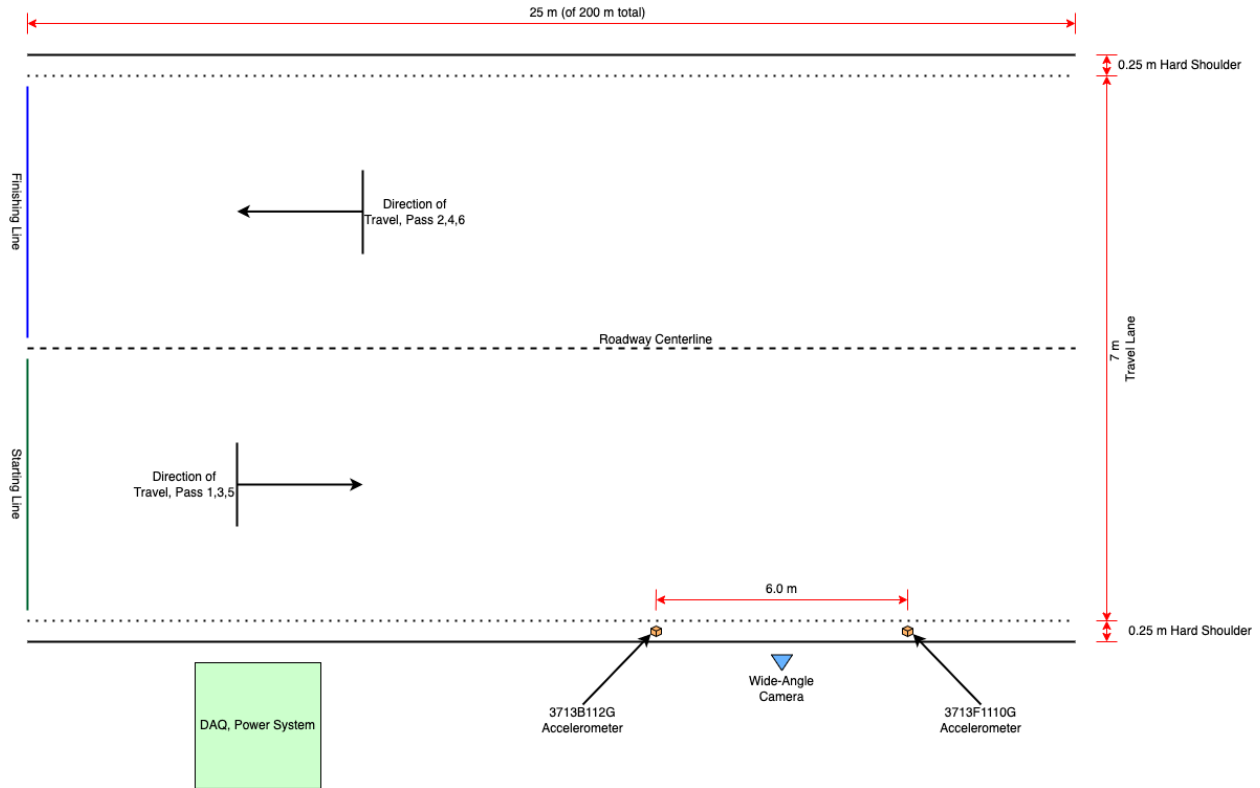 25 m (of 200 m total)
0.25 m Hard Shoulder
Finishing Line
Direction of
Travel, Pass 2,4,6
Roadway Centerline
7 m
Travel Lane
Starting Line
Direction of
Travel, Pass 1,3,5
6.0 m
0.25 m Hard Shoulder
DAQ, Power System
3713B112G
Accelerometer
Wide-Angle
Camera
3713F1110G
Accelerometer